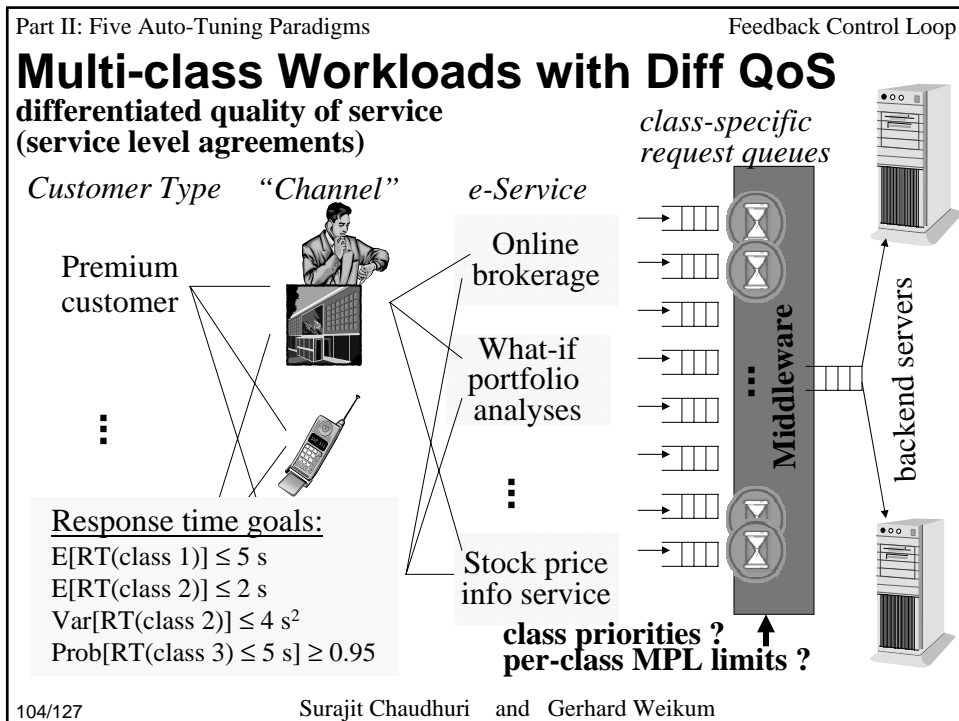 Part II: Five Auto-Tuning Paradigms
Feedback Control Loop
Multi-class Workloads with Diff QoS
differentiated quality of service
(service level agreements)
class-specific
request queues
Customer Type
“Channel”
e-Service
Premium
customer
Online
brokerage
What-if
portfolio
analyses
...
...
Stock price
info service
...
Middleware
backend servers
Response time goals:
E[RT(class 1)] ≤ 5 s
E[RT(class 2)] ≤ 2 s
Var[RT(class 2)] ≤ 4 s²
Prob[RT(class 3) ≤ 5 s] ≥ 0.95
class priorities ?
per-class MPL limits ?
104/127
Surajit Chaudhuri and Gerhard Weikum